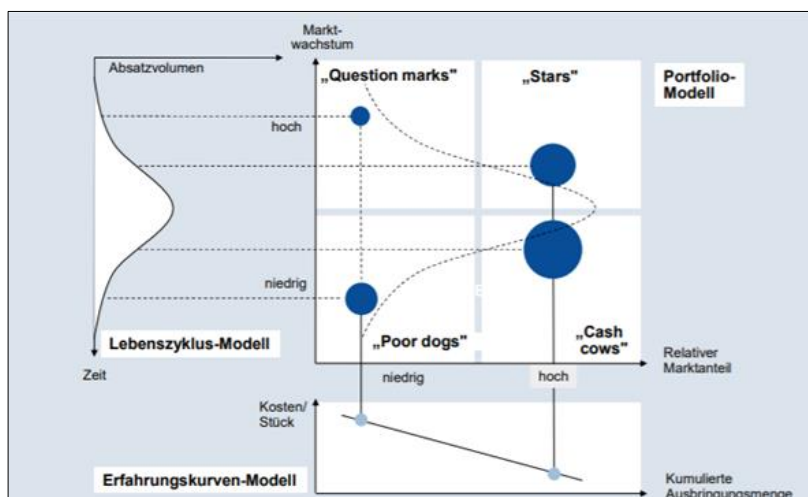 Markt-
wachstum
Absatzvolumen
„Question marks"
„Stars"
Portfolio-
Modell
hoch
niedrig
Lebenszyklus-Modell
„Poor dogs"
„Cash
cows"
Relativer
Marktanteil
Zeit
niedrig
hoch
Kosten/
Stück
Erfahrungskurven-Modell
Kumulierte
Ausbringungsmenge